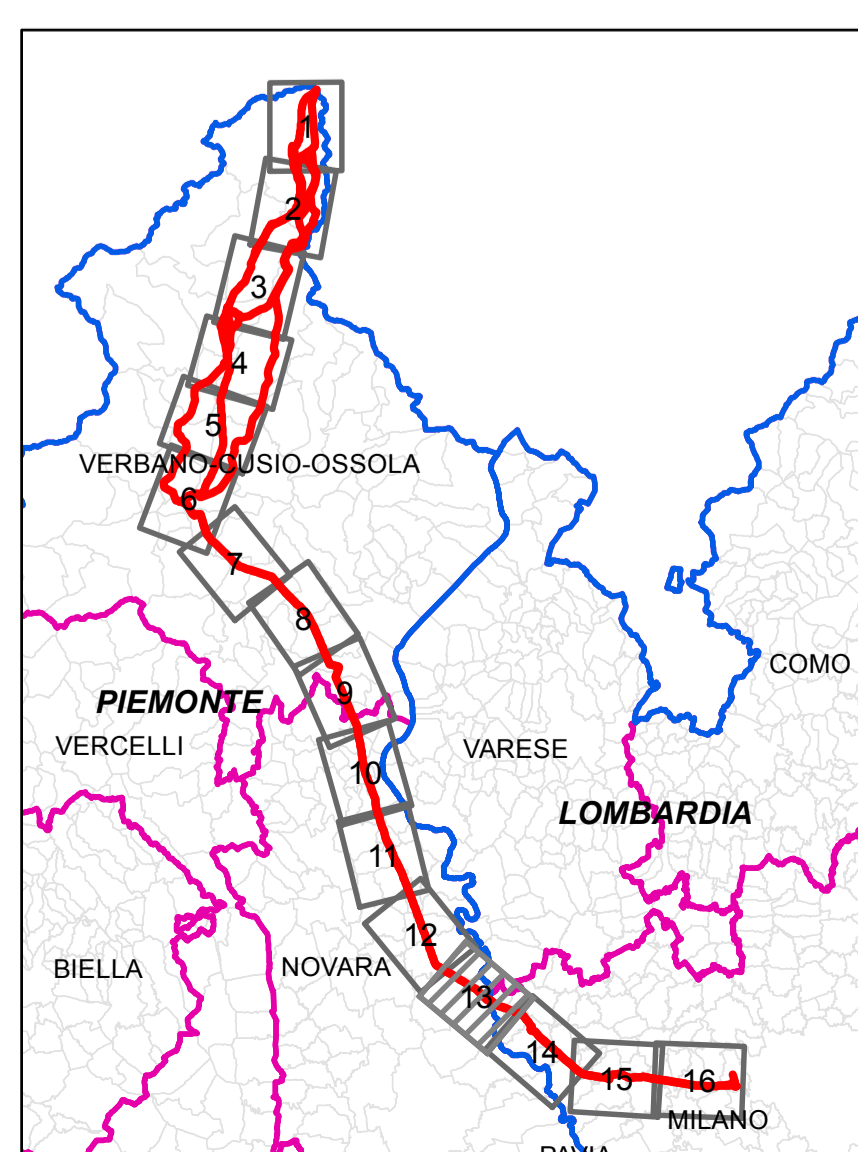 1
2
3
4
5
VERBANO-CUSIO-OSSOLA
6
7
8
COMO
9
PIEMONTE
VERCELLI
VARESE
10
LOMBARDIA
11
12
BIELLA
NOVARA
13
14
15
16
MILANO
PAVIA